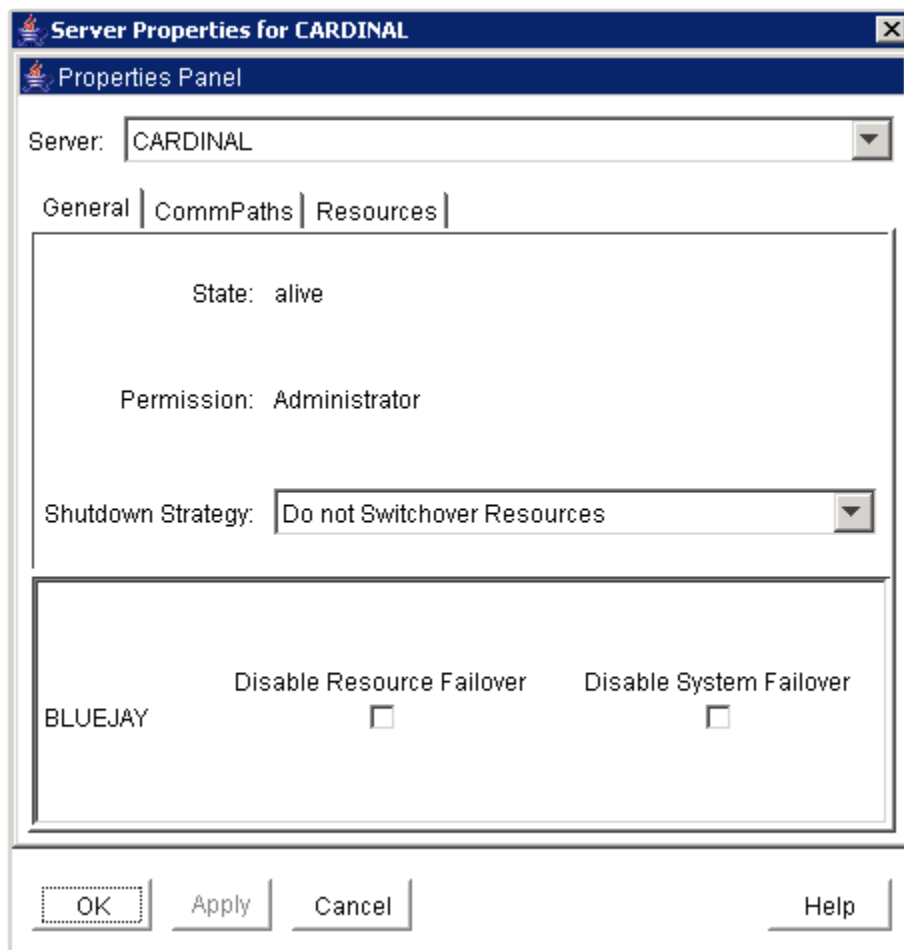 Server Properties for CARDINAL
Properties Panel
Server: CARDINAL
General CommPaths Resources
State: alive
Permission: Administrator
Shutdown Strategy: Do not Switchover Resources
Disable Resource Failover Disable System Failover
BLUEJAY
OK Apply Cancel Help